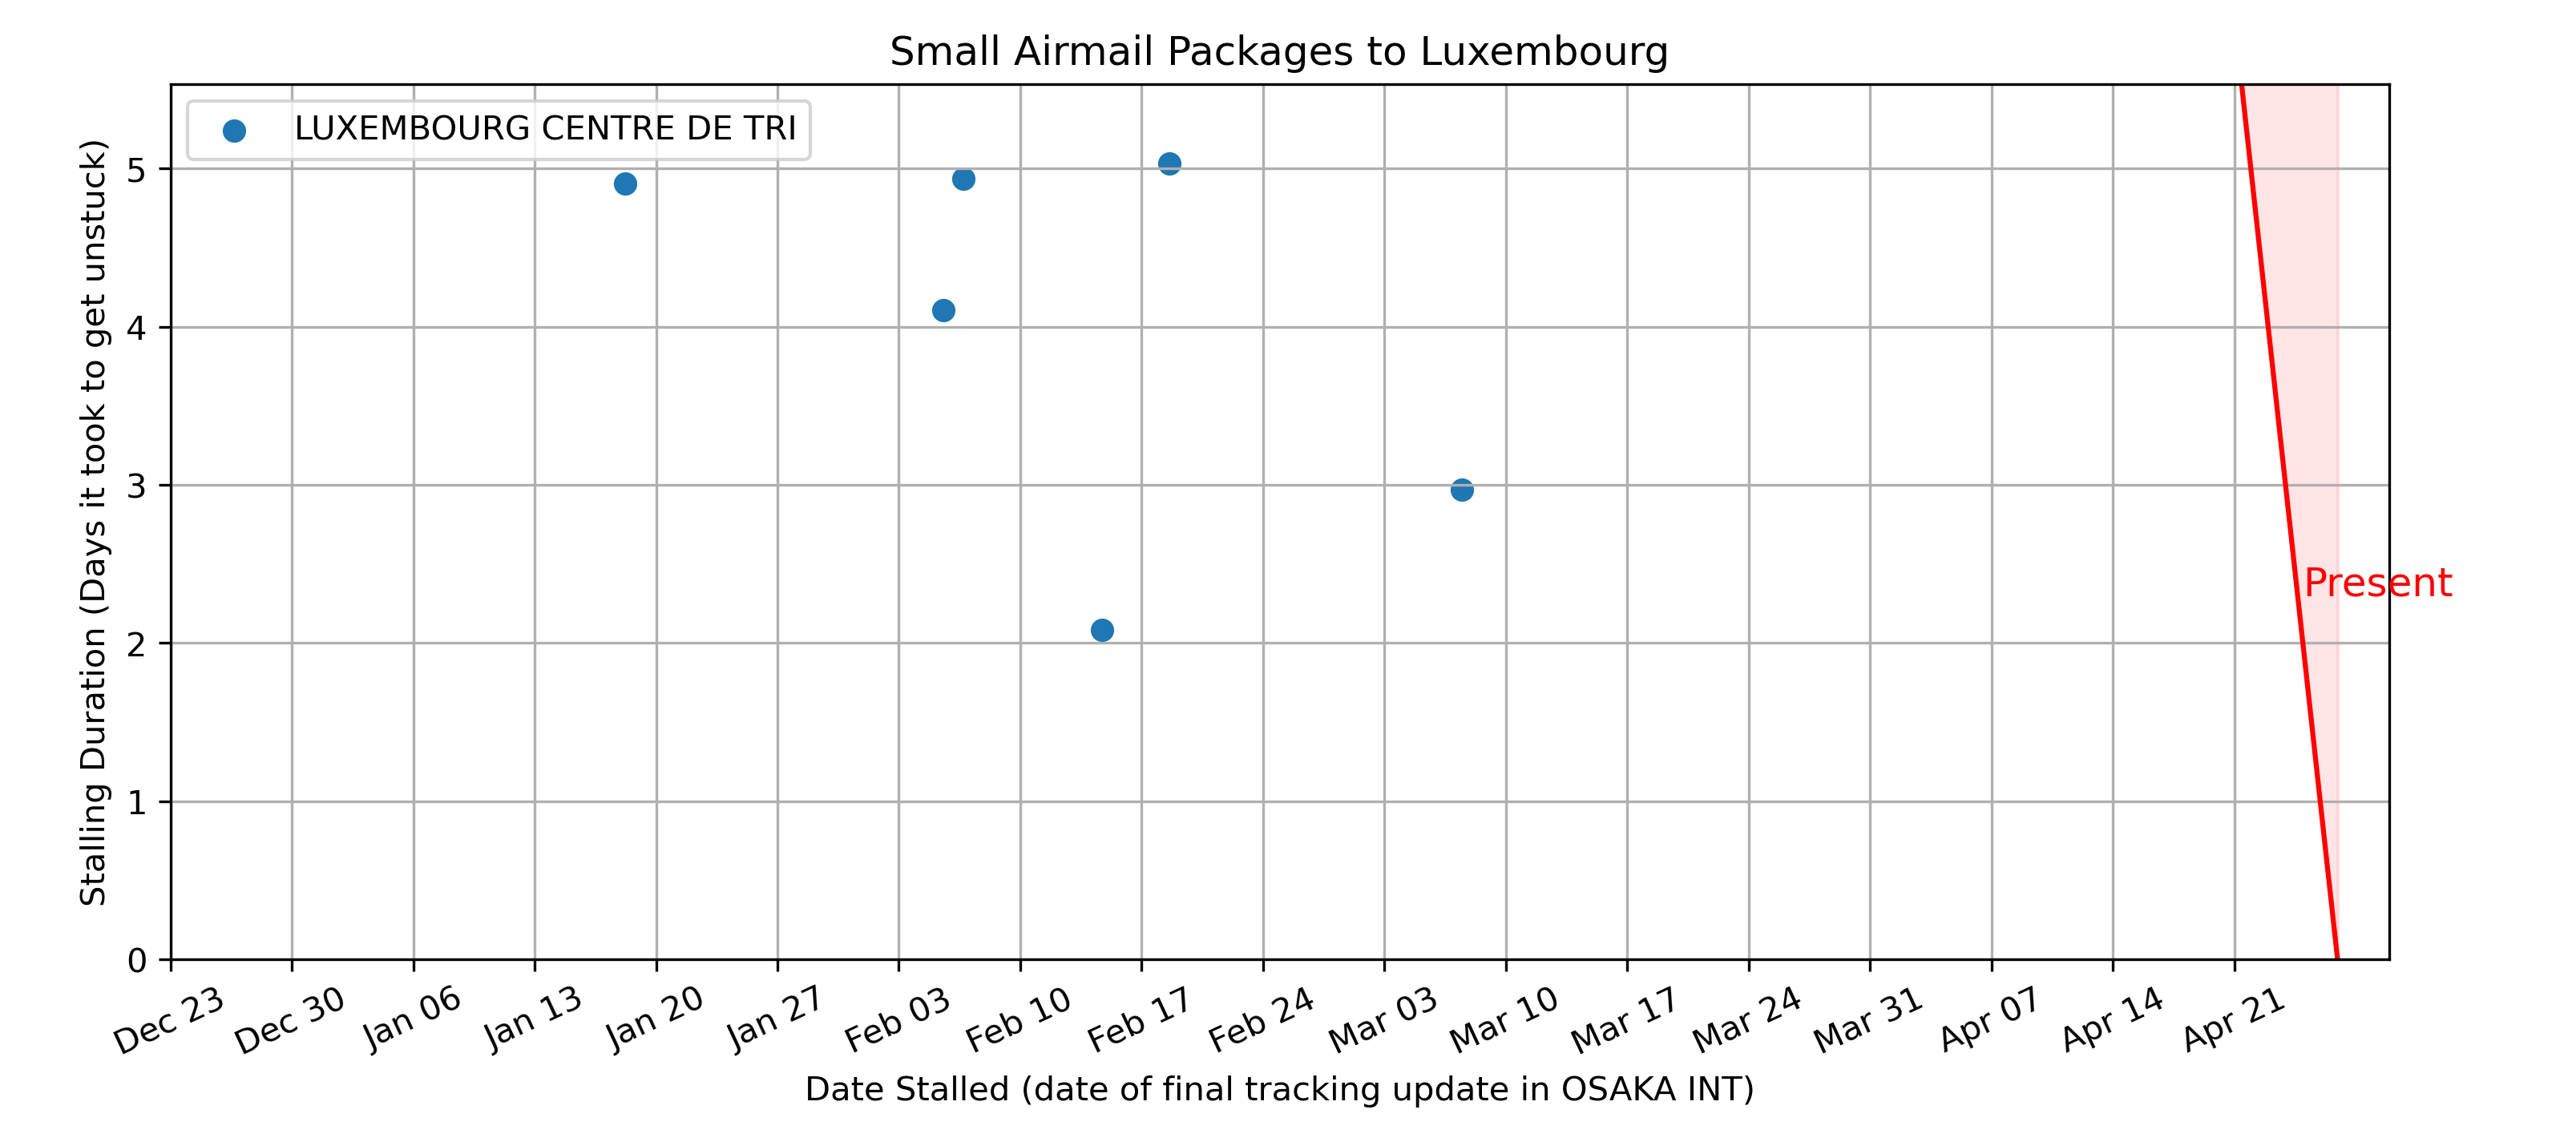 Small Airmail Packages to Luxembourg
LUXEMBOURG CENTRE DE TRI
Stalling Duration (Days it took to get unstuck)
5
4
3
2
1
0
Present
Dec 23 Dec 30 Jan 06 Jan 13 Jan 20 Jan 27 Feb 03 Feb 10 Feb 17 Feb 24 Mar 03 Mar 10 Mar 17 Mar 24 Mar 31 Apr 07 Apr 14 Apr 21
Date Stalled (date of final tracking update in OSAKA INT)